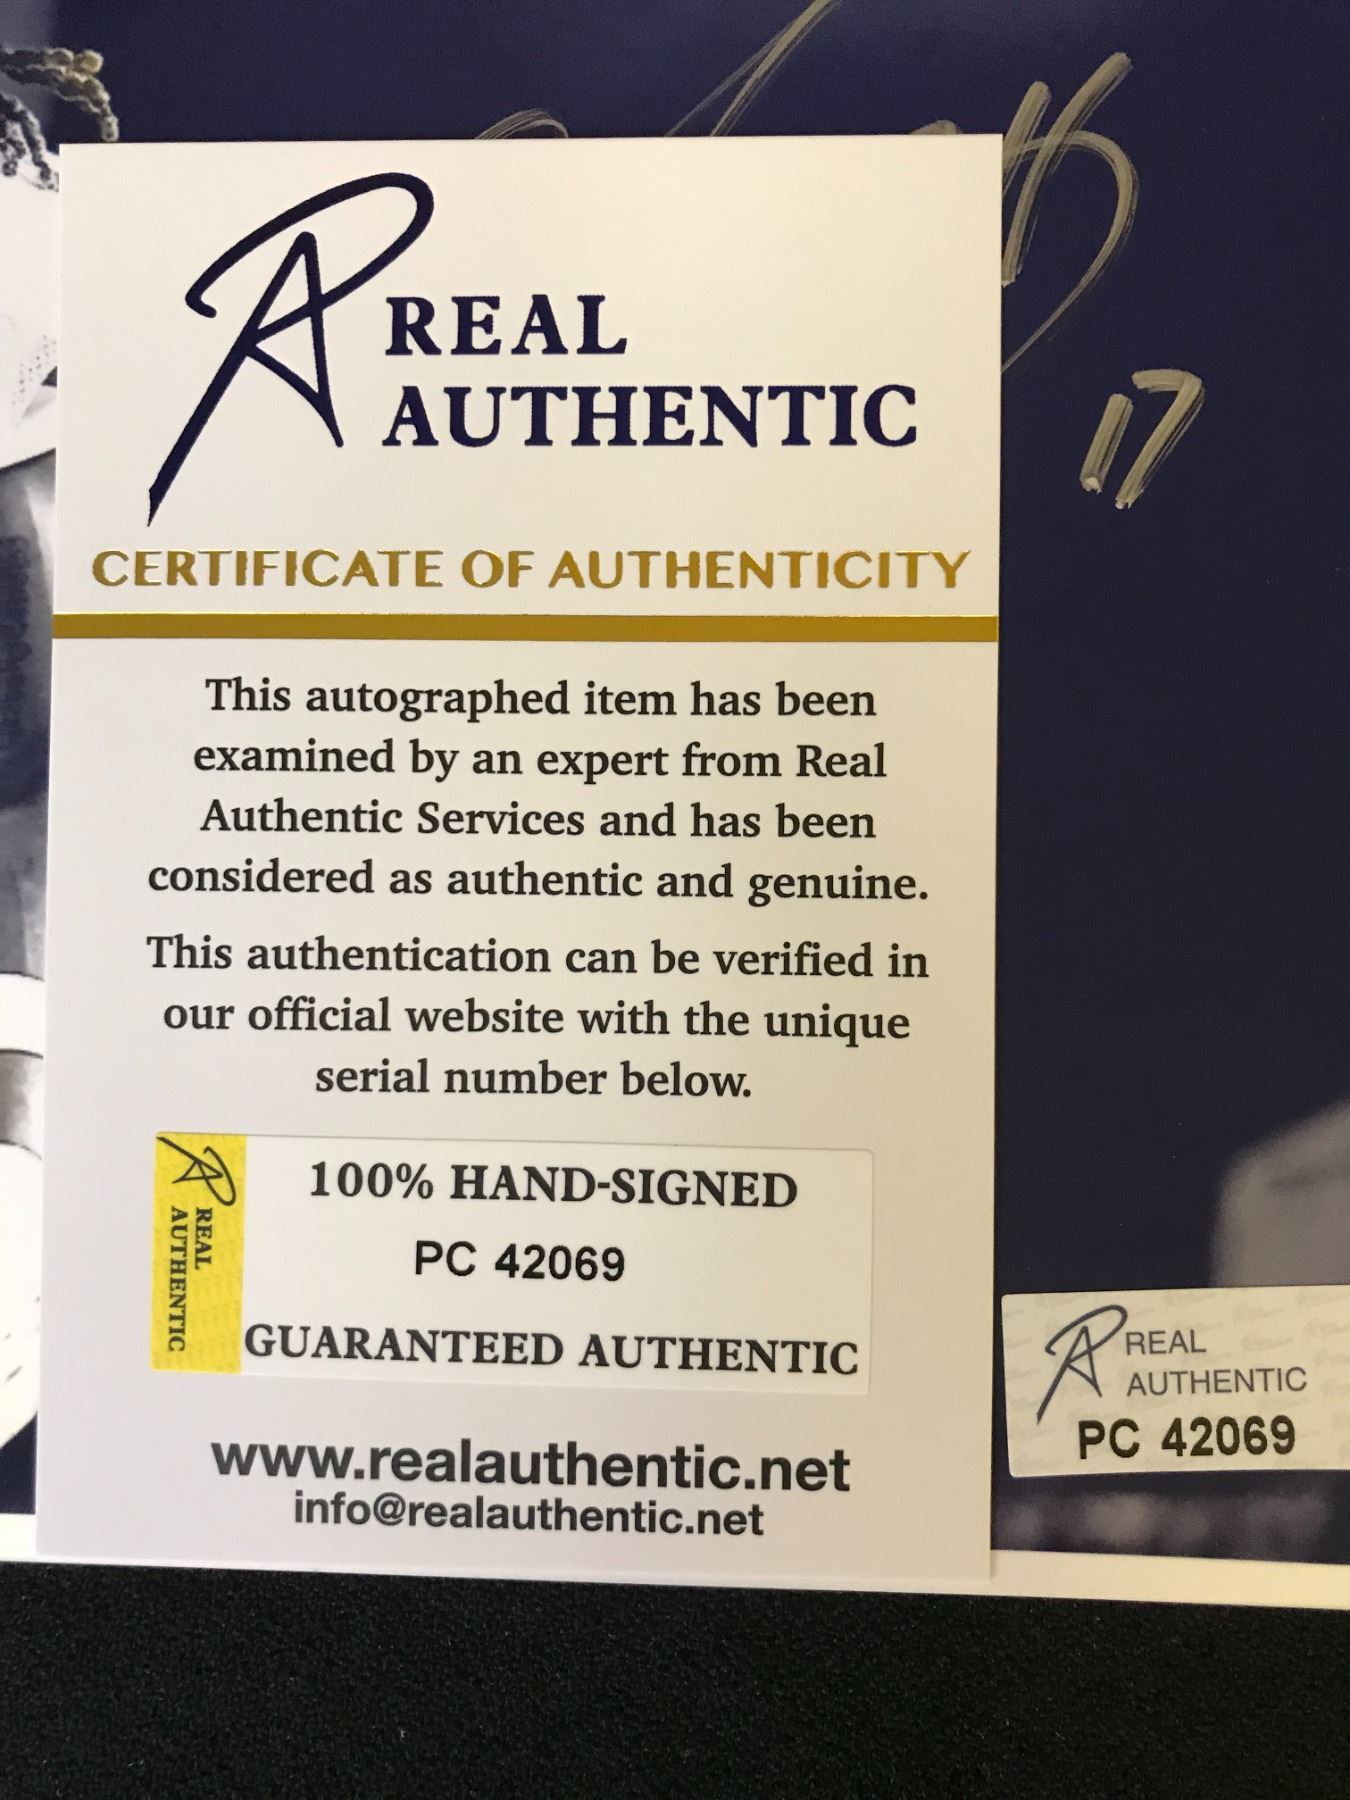 REAL
AUTHENTIC
17
CERTIFICATE OF AUTHENTICITY
This autographed item has been
examined by an expert from Real
Authentic Services and has been
considered as authentic and genuine.
This authentication can be verified in
our official website with the unique
serial number below.
REAL
AUTHENTIC
100% HAND-SIGNED
PC 42069
GUARANTEED AUTHENTIC
www.realauthentic.net
info@realauthentic.net
REAL
AUTHENTIC
PC 42069